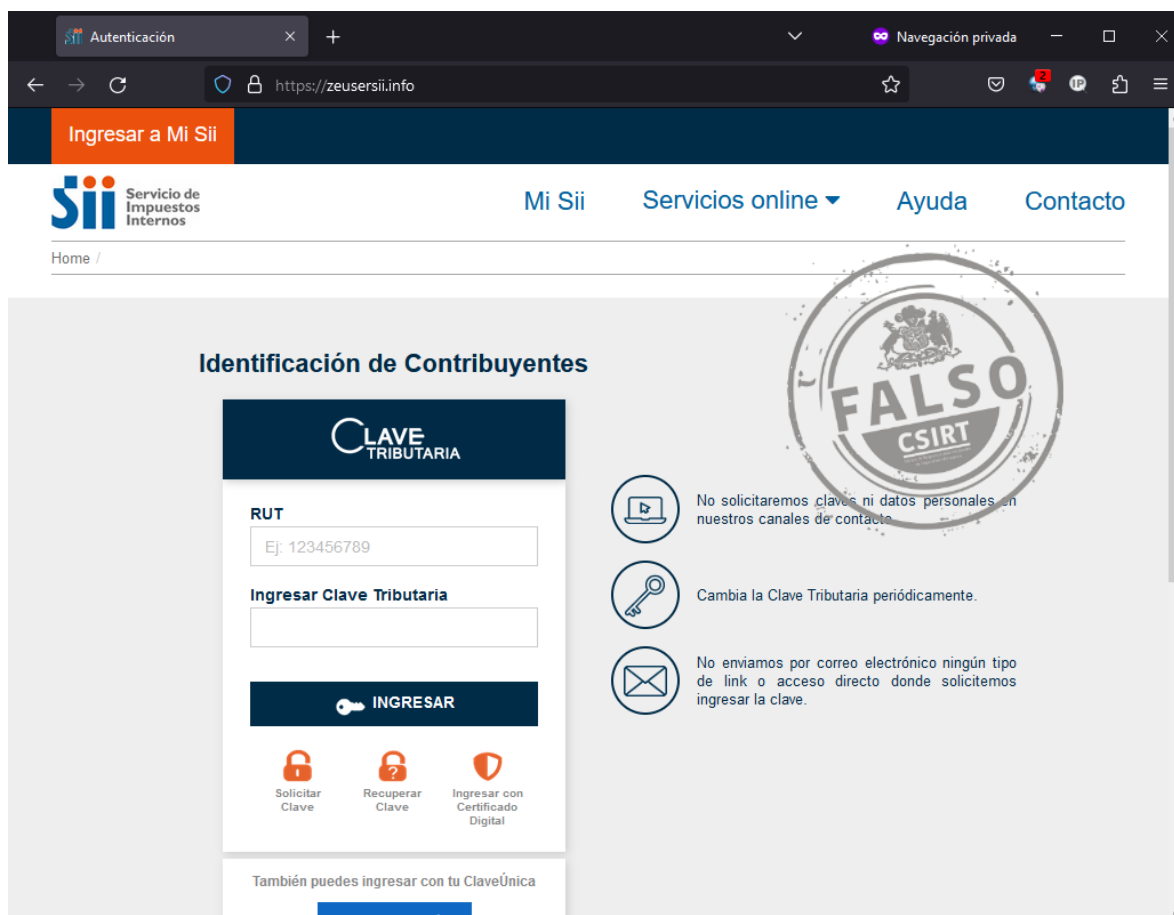 Autenticación
Navegación privada
https://zeusersii.info
2
Ingresar a Mi Sii
sii Servicio de
Impuestos
Internos
Mi Sii Servicios online Ayuda Contacto
Home /
FALSO
CSIRT
Identificación de Contribuyentes
CLAVE
TRIBUTARIA
RUT
Ej: 123456789
Ingresar Clave Tributaria
INGRESAR
Solicitar
Clave
Recuperar
Clave
Ingresar con
Certificado
Digital
También puedes ingresar con tu ClaveÚnica
No solicitaremos claves ni datos personales en
nuestros canales de contacto.
Cambia la Clave Tributaria periódicamente.
No enviamos por correo electrónico ningún tipo
de link o acceso directo donde solicitemos
ingresar la clave.